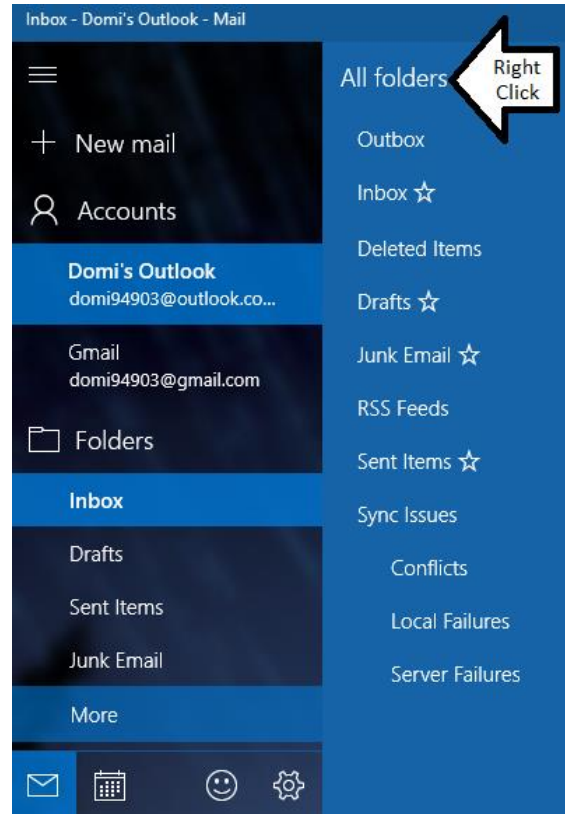 Inbox - Domi's Outlook - Mail
New mail
Accounts
Domi's Outlook
domi94903@outlook.co...
Gmail
domi94903@gmail.com
Folders
Inbox
Drafts
Sent Items
Junk Email
More
All folders
Right
Click
Outbox
Inbox
Deleted Items
Drafts
Junk Email
RSS Feeds
Sent Items
Sync Issues
Conflicts
Local Failures
Server Failures